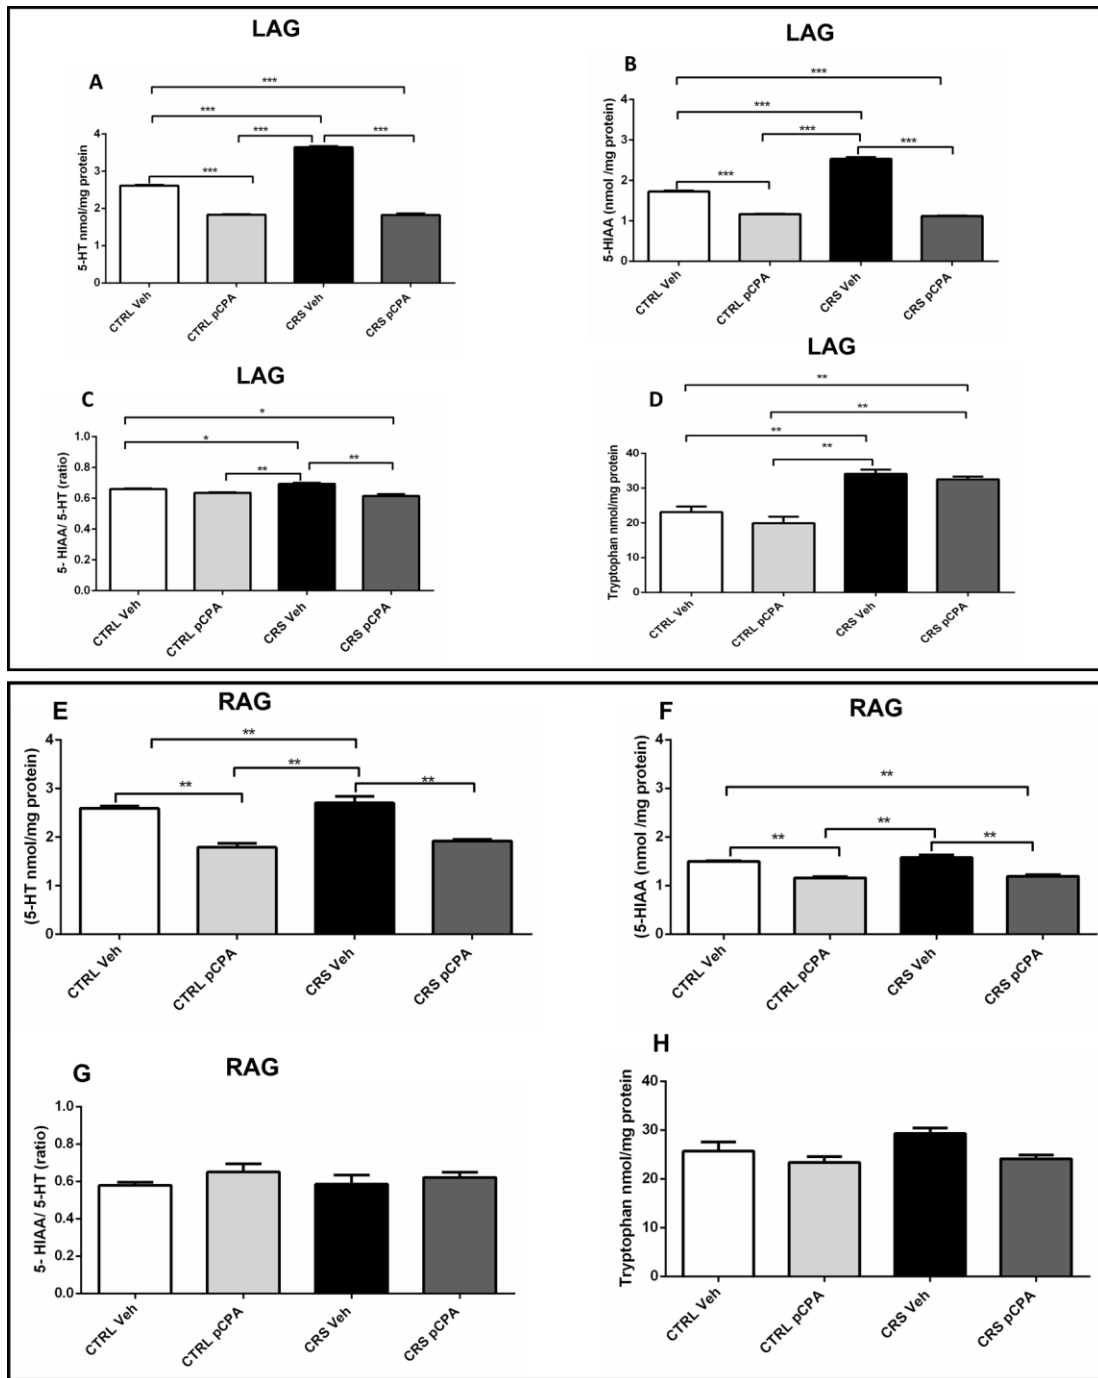 LAG
A
***
***
*** ***
***
5-HT nmol/mg protein
4
3
2
1
0
CTRL Veh
CTRL pCPA
CRS Veh
CRS pCPA
LAG
B
***
***
***
***
***
5-HIAA (nmol /mg protein)
4
3
2
1
0
CTRL Veh
CTRL pCPA
CRS Veh
CRS pCPA
LAG
C
*
*
** **
5- HIAA/ 5-HT (ratio)
1.0
0.8
0.6
0.4
0.2
0.0
CTRL Veh
CTRL pCPA
CRS Veh
CRS pCPA
LAG
D
**
**
**
**
Tryptophan nmol/mg protein
40
30
20
10
0
CTRL Veh
CTRL pCPA
CRS Veh
CRS pCPA
RAG
E
**
**
**
**
(5-HT nmol/mg protein)
4
3
2
1
0
CTRL Veh
CTRL pCPA
CRS Veh
CRS pCPA
RAG
F
**
**
**
**
(5-HIAA (nmol /mg protein)
4
3
2
1
0
CTRL Veh
CTRL pCPA
CRS Veh
CRS pCPA
RAG
G
5- HIAA/ 5-HT (ratio)
1.0
0.8
0.6
0.4
0.2
0.0
CTRL Veh
CTRL pCPA
CRS Veh
CRS pCPA
H
Tryptophan nmol/mg protein
40
30
20
10
0
CTRL Veh
CTRL pCPA
CRS Veh
CRS pCPA